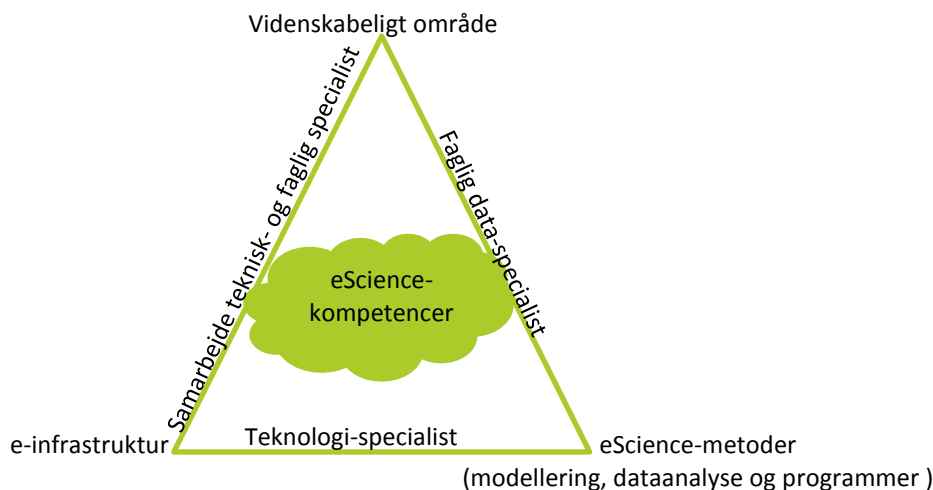 Videnskabeligt område
Samarbejde teknisk- og faglig specialist
Faglig data-specialist
eScience-
kompetencer
e-infrastruktur
Teknologi-specialist
eScience-metoder
(modellering, dataanalyse og programmer )